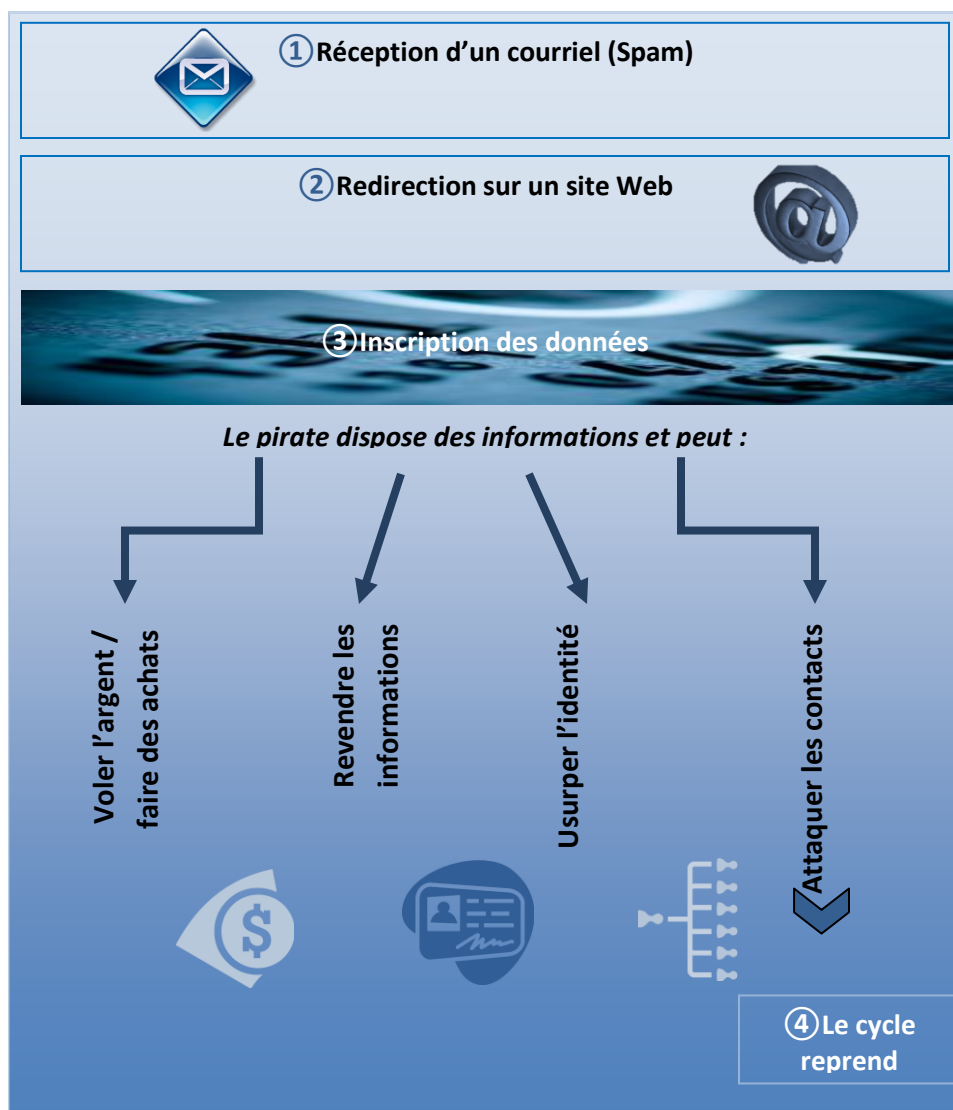 ①Réception d'un courriel (Spam)
②Redirection sur un site Web
③Inscription des données
Le pirate dispose des informations et peut :
Voler l'argent /
faire des achats
Revendre les
informations
Usurper l'identité
Attaquer les contacts
④Le cycle
reprend